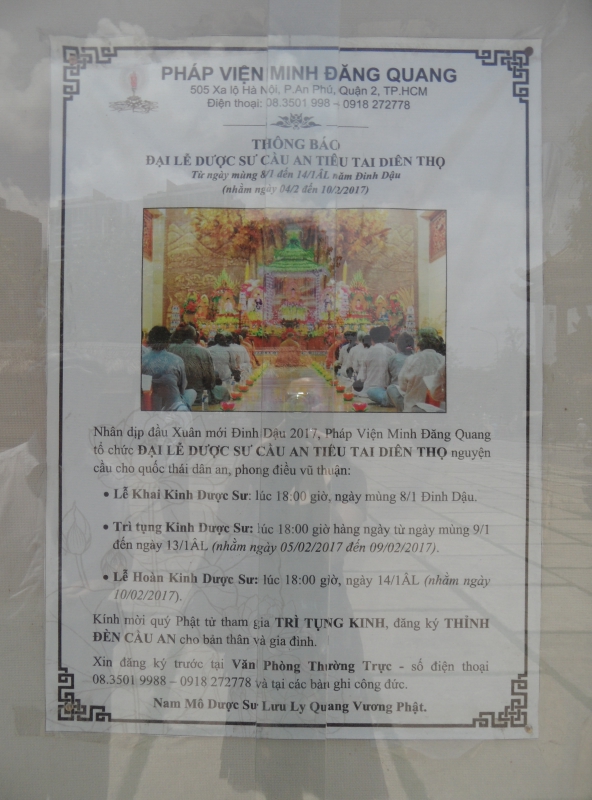 PHÁP VIỆN MINH ĐĂNG QUANG
505 Xa lộ Hà Nội, P.An Phú, Quận 2, TP.HCM
Điện thoại: 08.3501 998 – 0918 272778
THÔNG BÁO
ĐẠI LỄ DƯỢC SƯ CẦU AN TIÊU TAI DIÊN THỌ
Từ ngày mùng 8/1 đến 14/1ÂL năm Đinh Dậu
(nhằm ngày 04/2 đến 10/2/2017)
Nhân dịp đầu Xuân mới Đinh Dậu 2017, Pháp Viện Minh Đăng Quang
tổ chức ĐẠI LỄ DƯỢC SƯ CẦU AN TIÊU TAI DIÊN THỌ nguyện
cầu cho quốc thái dân an, phong điều vũ thuận:
• Lễ Khai Kinh Dược Sư: lúc 18:00 giờ, ngày mùng 8/1 Đinh Dậu.
• Trì tụng Kinh Dược Sư: lúc 18:00 giờ hàng ngày từ ngày mùng 9/1
đến ngày 13/1ÂL (nhằm ngày 05/02/2017 đến 09/02/2017).
• Lễ Hoàn Kinh Dược Sư: lúc 18:00 giờ, ngày 14/1ÂL (nhằm ngày
10/02/2017).
Kính mời quý Phật tử tham gia TRÌ TỤNG KINH, đăng ký THỈNH
ĐÈN CẦU AN cho bản thân và gia đình.
Xin đăng ký trước tại Văn Phòng Thường Trực - số điện thoại
08.3501 9988 – 0918 272778 và tại các bàn ghi công đức.
Nam Mô Dược Sư Lưu Ly Quang Vương Phật.